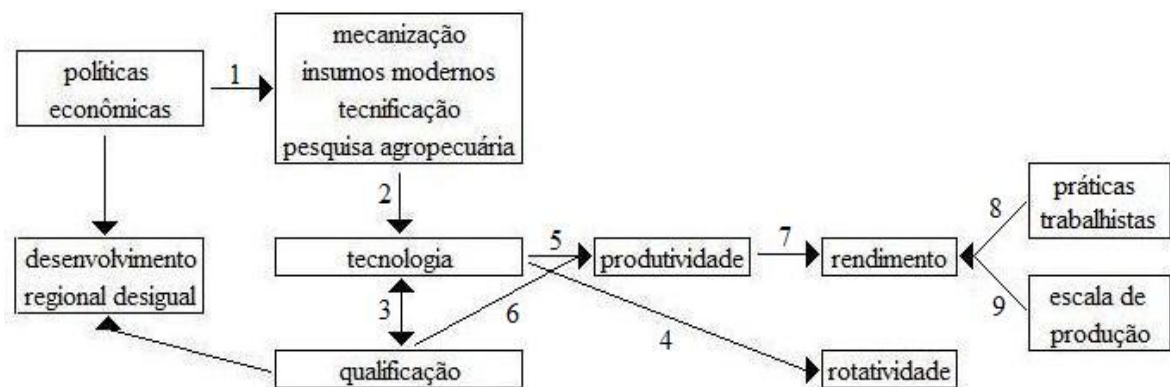 políticas
econômicas
1
mecanização
insumos modernos
tecnificação
pesquisa agropecuária
2
desenvolvimento
regional desigual
tecnologia
5
produtividade
7
rendimento
8
práticas
trabalhistas
3
6
4
9
escala de
produção
qualificação
rotatividade